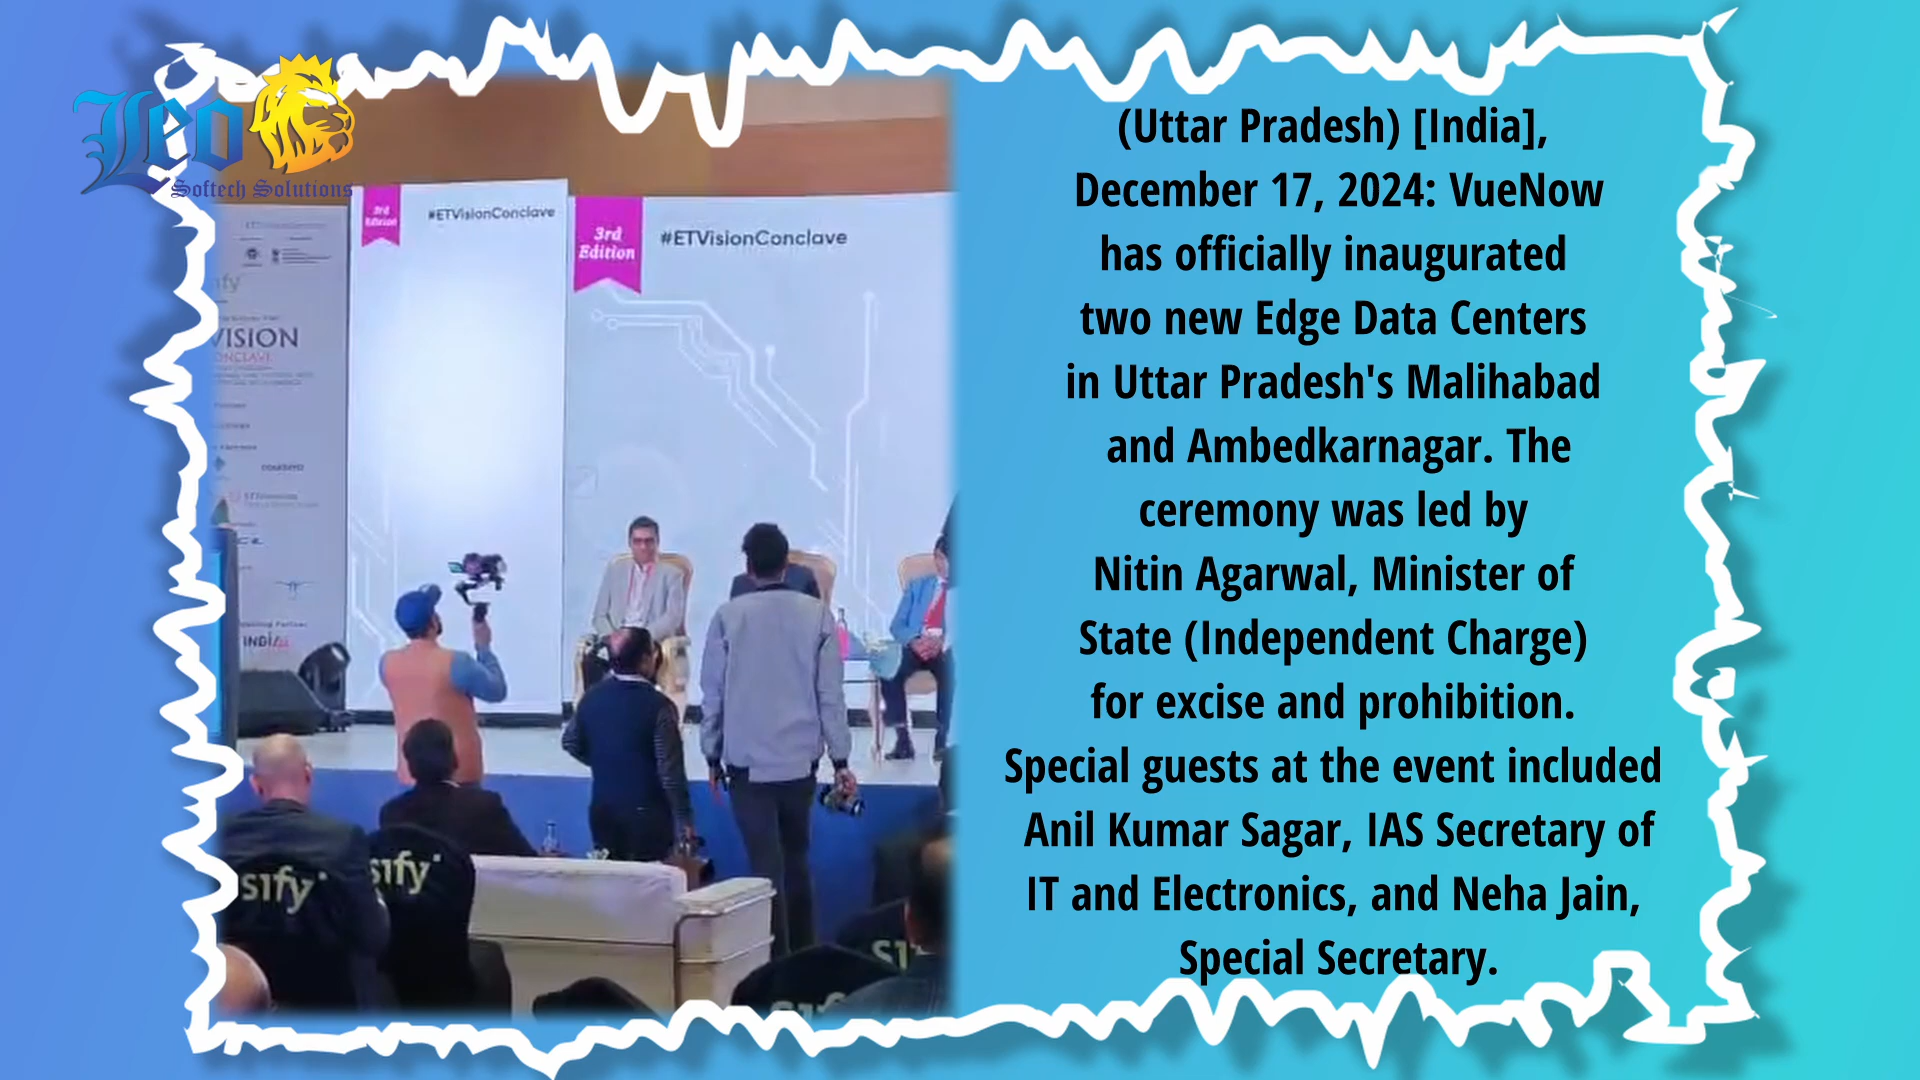 Leo
Softech Solutions
3rd
Edition
#ETVisionConclave
3rd
Edition
#ETVisionConclave
VISION
CONCLAVE
INDIAai
sify
sify
(Uttar Pradesh) [India],
December 17, 2024: VueNow
has officially inaugurated
two new Edge Data Centers
in Uttar Pradesh's Malihabad
and Ambedkarnagar. The
ceremony was led by
Nitin Agarwal, Minister of
State (Independent Charge)
for excise and prohibition.
Special guests at the event included
Anil Kumar Sagar, IAS Secretary of
IT and Electronics, and Neha Jain,
Special Secretary.